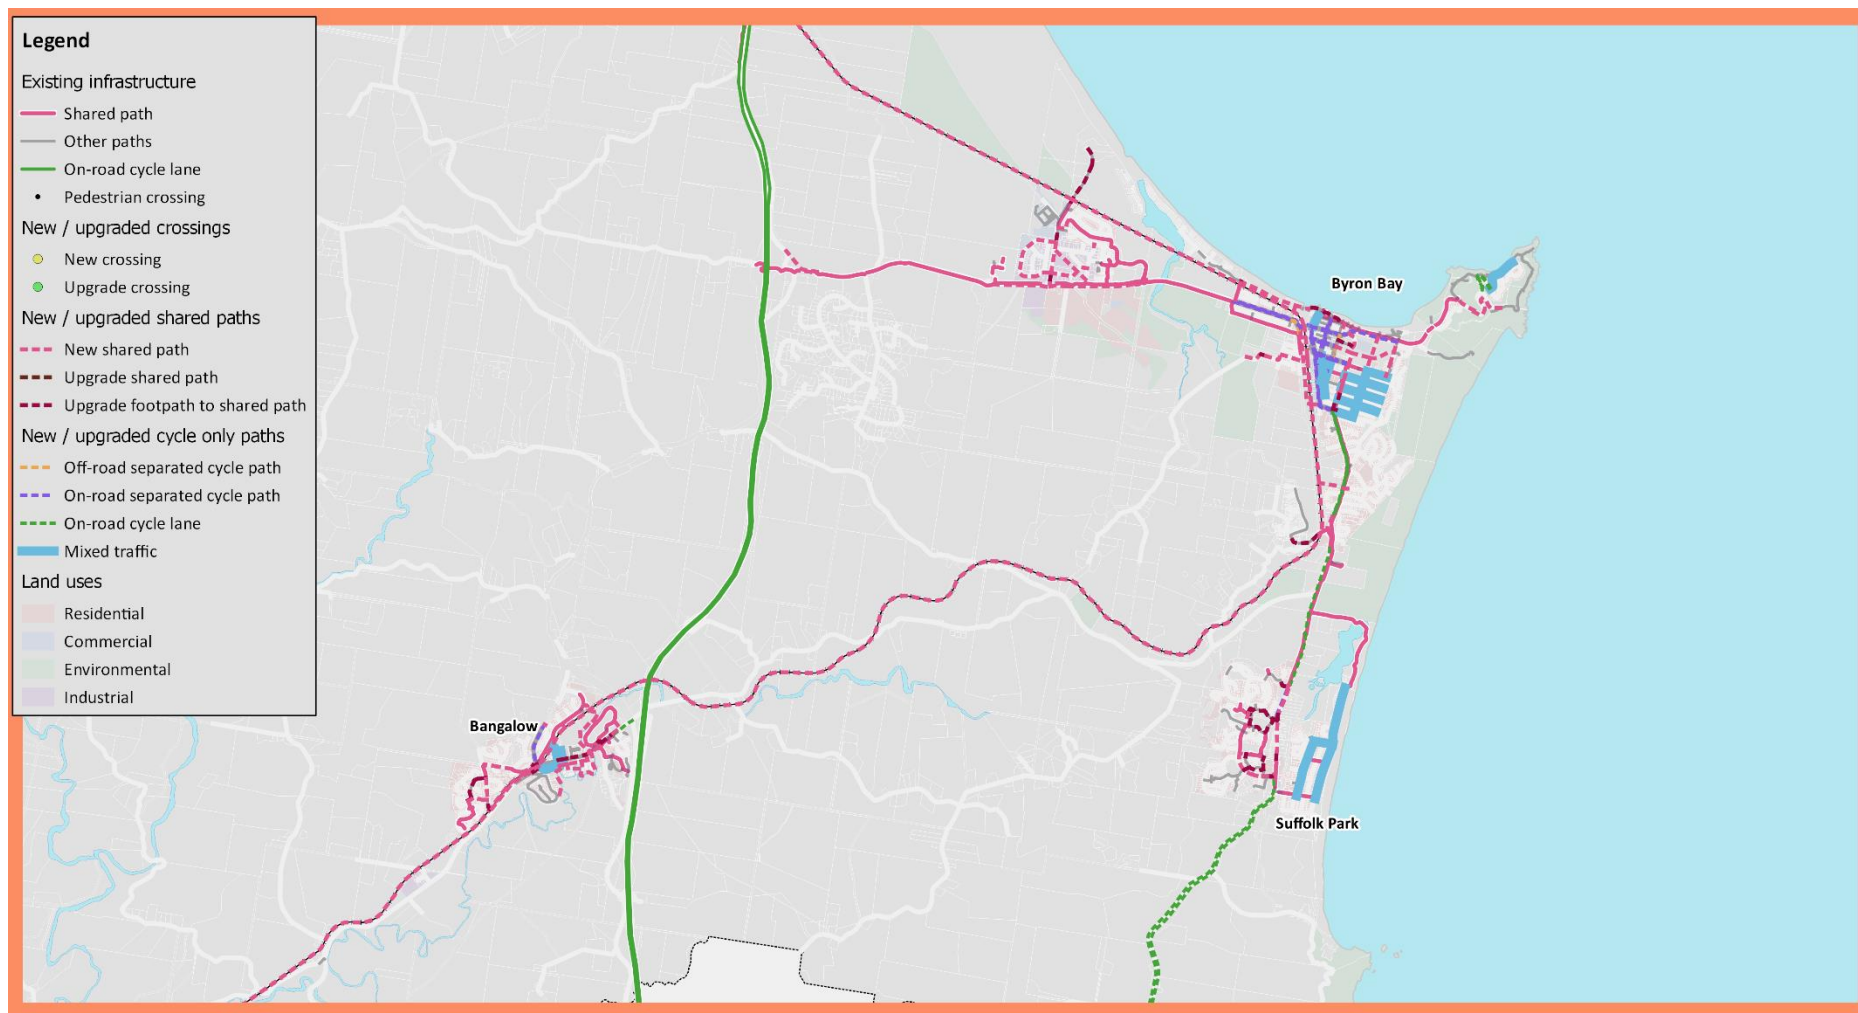 Legend
Existing infrastructure
Shared path
Other paths
On-road cycle lane
Pedestrian crossing
New / upgraded crossings
New crossing
Upgrade crossing
New / upgraded shared paths
New shared path
Upgrade shared path
Upgrade footpath to shared path
New / upgraded cycle only paths
Off-road separated cycle path
On-road separated cycle path
On-road cycle lane
Mixed traffic
Land uses
Residential
Commercial
Environmental
Industrial
Byron Bay
Bangalow
Suffolk Park